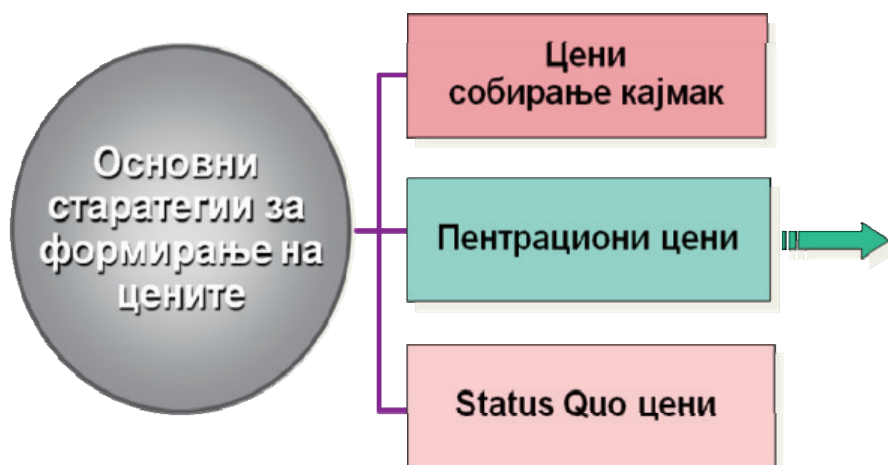 Основни
старатегии за
формирање на
цените
Цени
собирање кајмак
Пентрациони цени
Status Quo цени